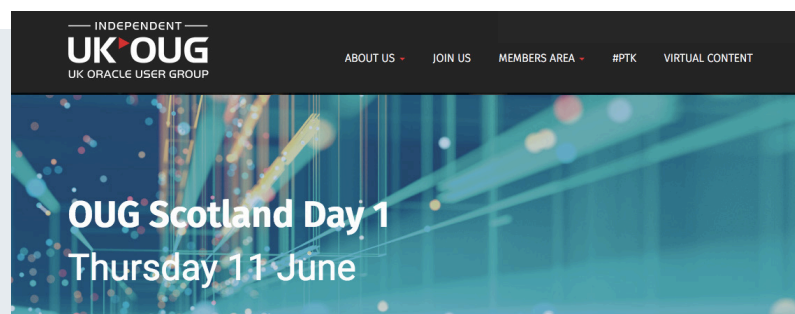 INDEPENDENT
UK OUG
UK ORACLE USER GROUP
ABOUT US JOIN US MEMBERS AREA #PTK VIRTUAL CONTENT
OUG Scotland Day 1
Thursday 11 June